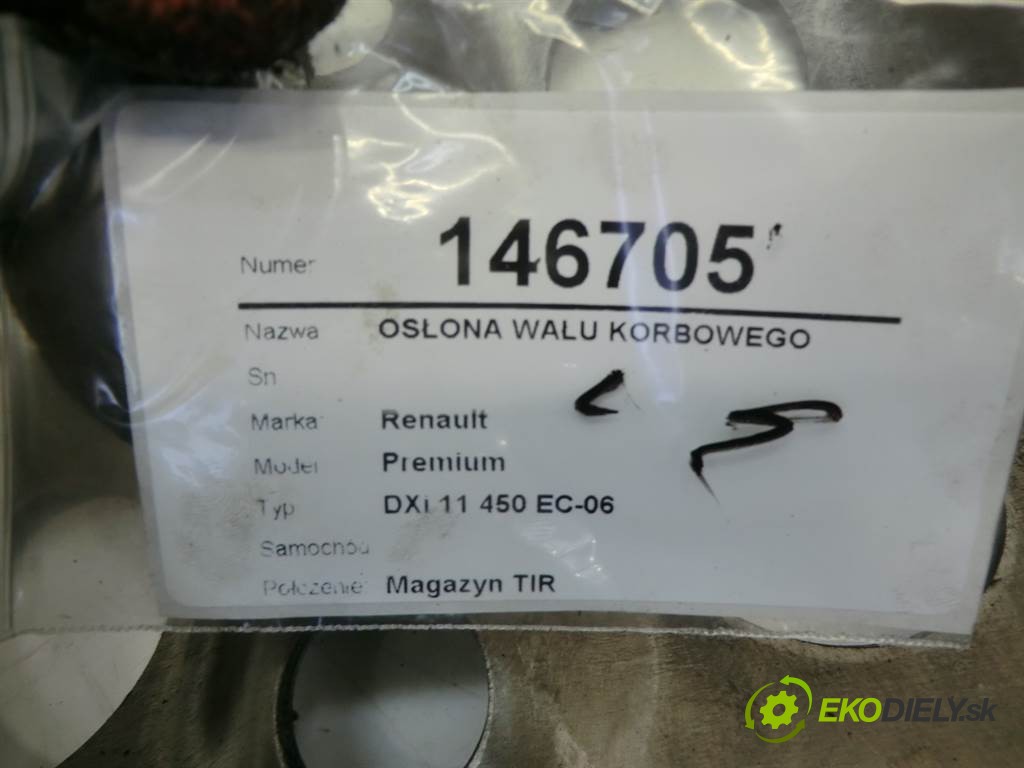 Numer 146705
Nazwa OSŁONA WALU KORBOWEGO
Sn
Marka Renault
Model Premium
Typ DXi 11 450 EC-06
Samochód
Położenie Magazyn TIR
EKODIELY.sk